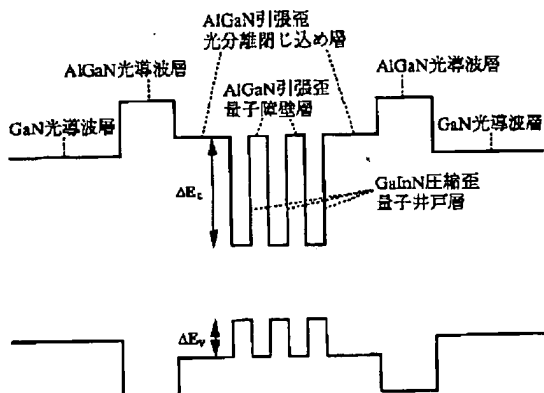 AlGaN引張歪
光分離閉じ込め層
AlGaN光導波層
AlGaN引張歪
量子障壁層
AlGaN光導波層
GaN光導波層
GaN光導波層
ΔEc
GaInN圧縮歪
量子井戸層
ΔEv